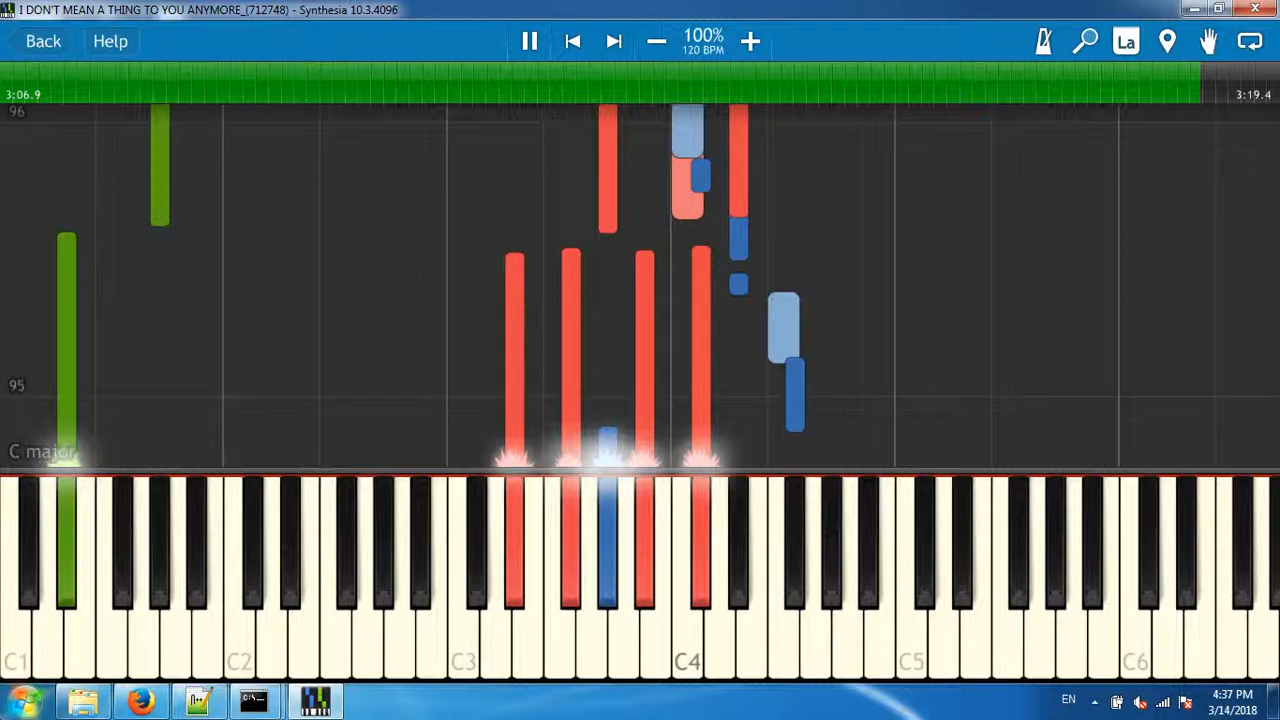 I DON'T MEAN A THING TO YOU ANYMORE_(712748) - Synthesia 10.3.4096
Back Help 100% La
120 BPM
3:06.9 3:19.4
96
95
C major
C1 C2 C3 C4 C5 C6
EN 4:37 PM
3/14/2018